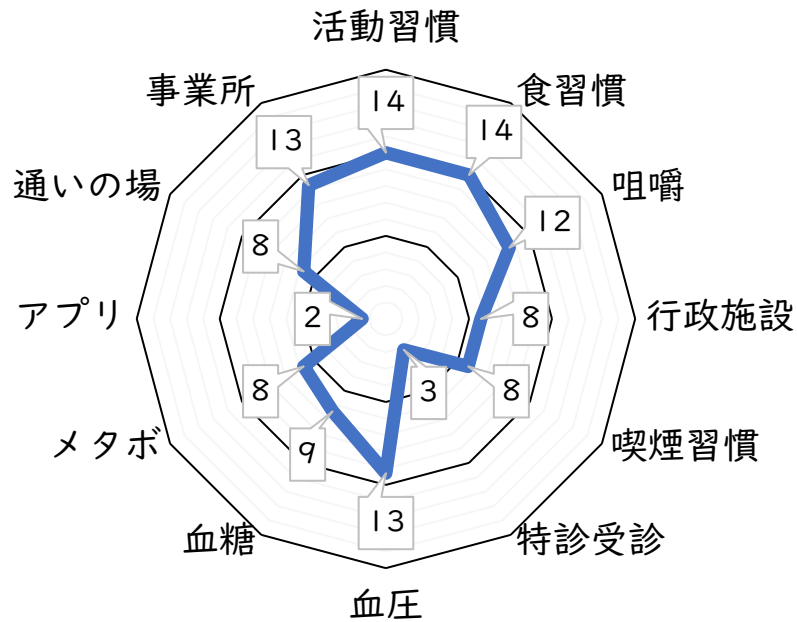 活動習慣
事業所
食習慣
14
13
14
通いの場
咀嚼
8
12
アプリ
2
8
行政施設
8
3
8
メタボ
9
喫煙習慣
13
血糖
特診受診
血圧